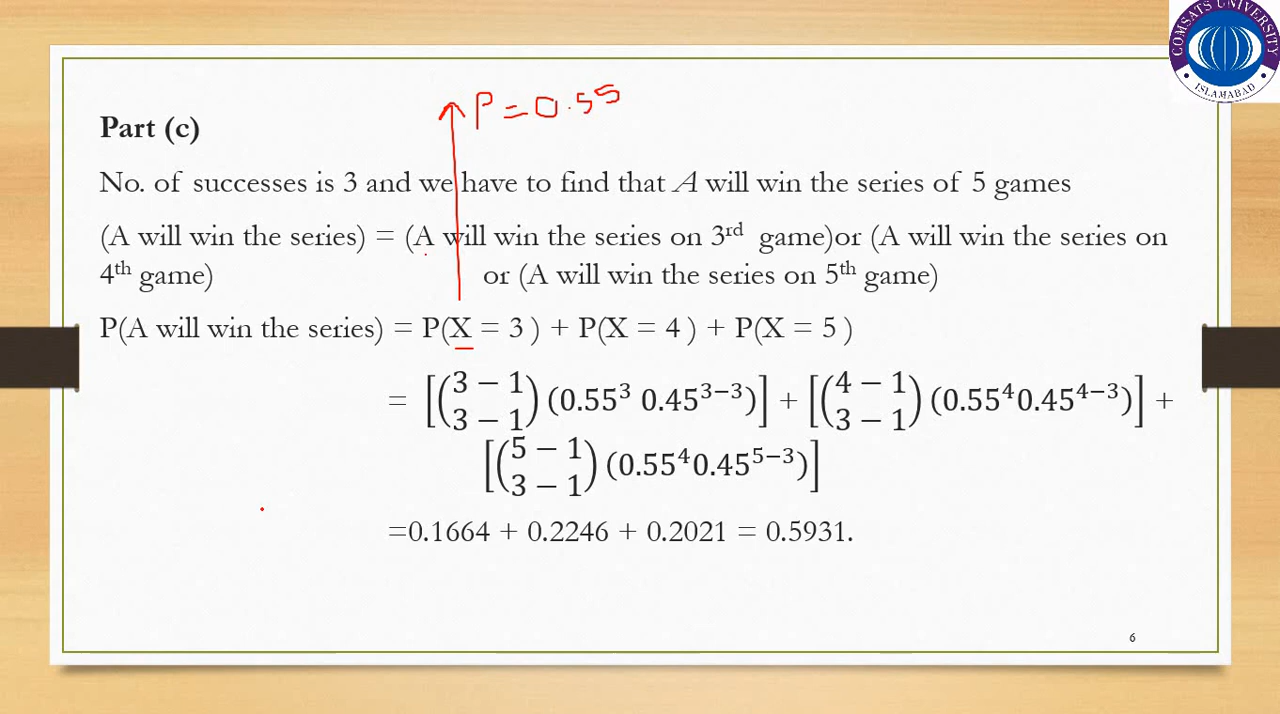 COMSATS UNIVERSITY
ISLAMABAD
P = 0.55
Part (c)
No. of successes is 3 and we have to find that A will win the series of 5 games
(A will win the series) = (A will win the series on 3rd game)or (A will win the series on
4th game) or (A will win the series on 5th game)
P(A will win the series) = P(X = 3 ) + P(X = 4 ) + P(X = 5 )
= [(3 − 1 3 − 1) (0.55³ 0.45³⁻³)] + [(4 − 1 3 − 1) (0.55⁴0.45⁴⁻³)] +
[(5 − 1 3 − 1) (0.55⁴0.45⁵⁻³)]
=0.1664 + 0.2246 + 0.2021 = 0.5931.
6